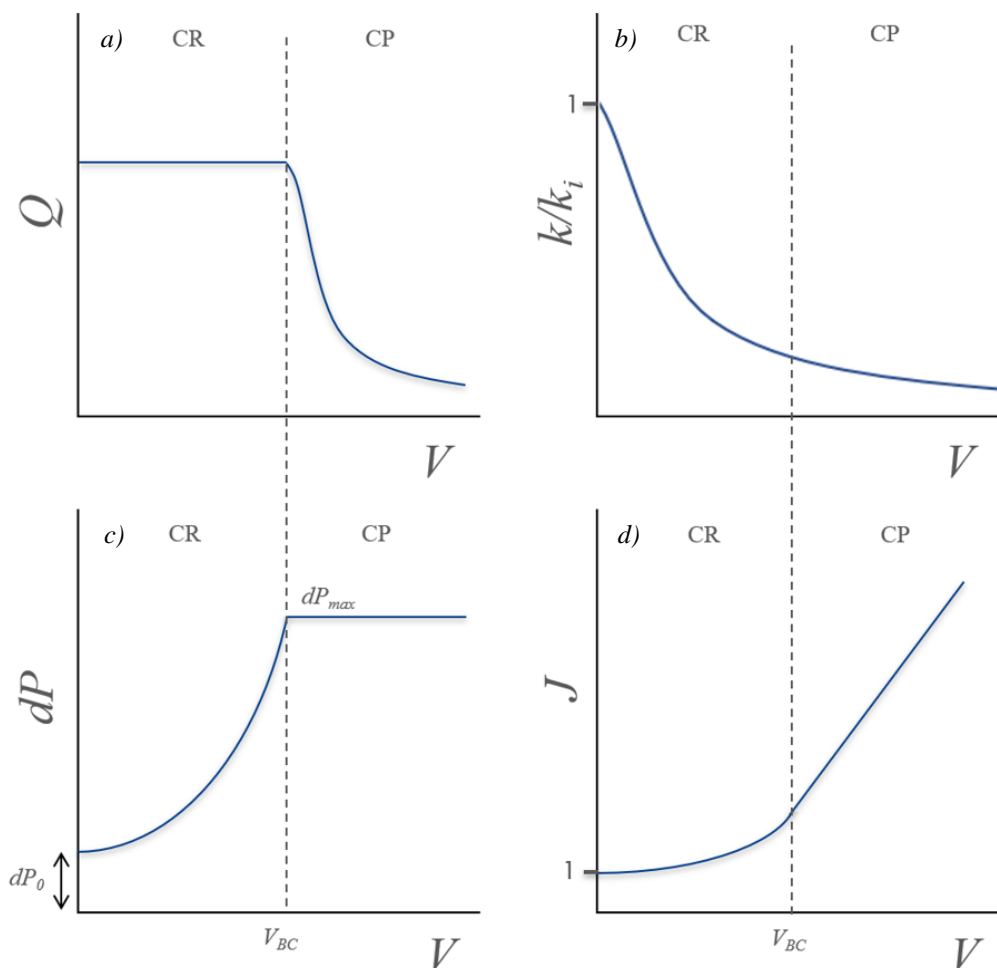 a) CR CP
Q
V
b) CR CP
1
k/k_i
V
c) CR CP
dP_max
dP
dP_0
V_BC V
d) CR CP
J
1
V_BC V